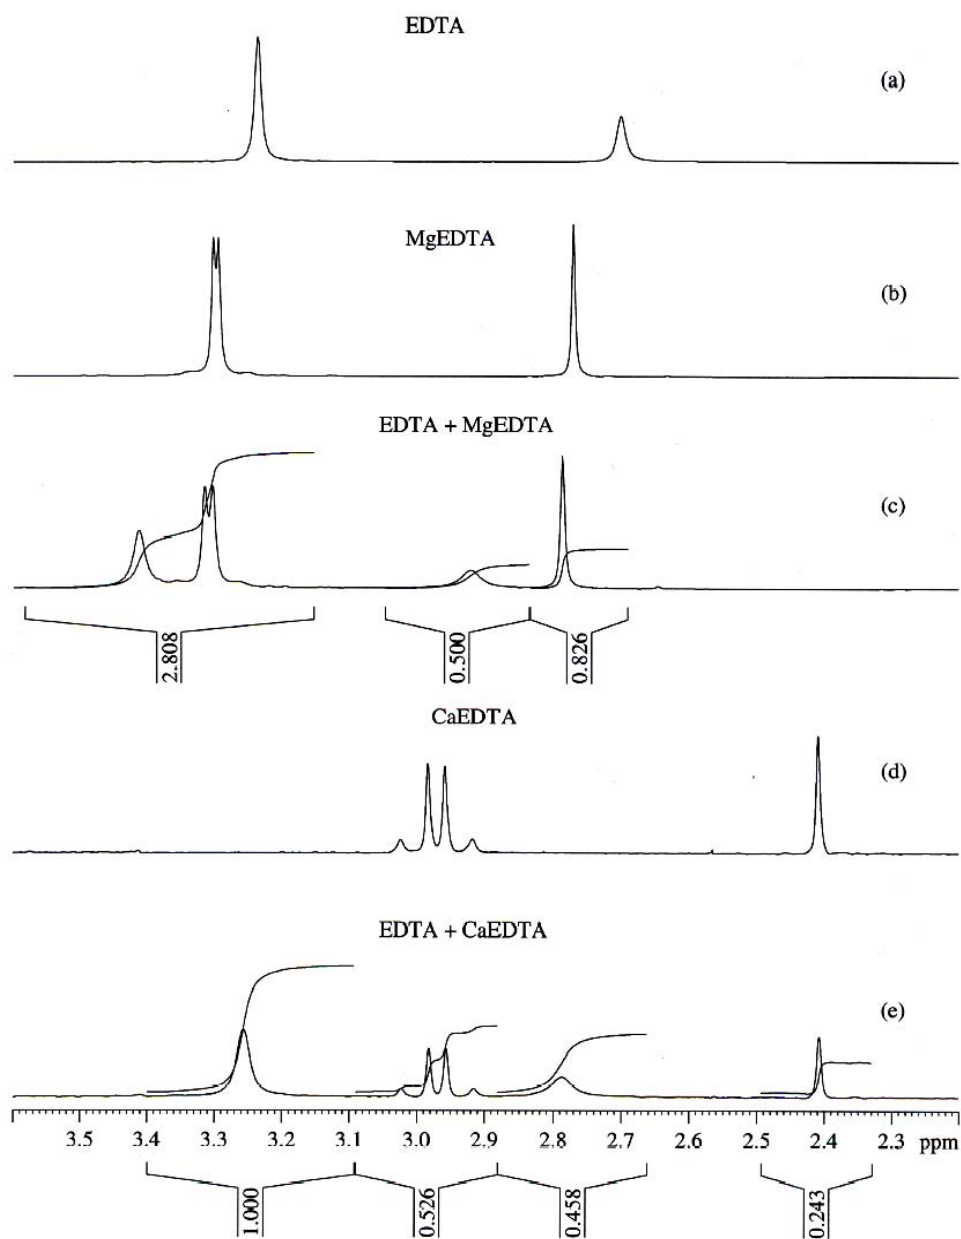 EDTA
(a)
MgEDTA
(b)
EDTA + MgEDTA
(c)
2.808
0.500
0.826
CaEDTA
(d)
EDTA + CaEDTA
(e)
3.5 3.4 3.3 3.2 3.1 3.0 2.9 2.8 2.7 2.6 2.5 2.4 2.3 ppm
1.000
0.526
0.458
0.243